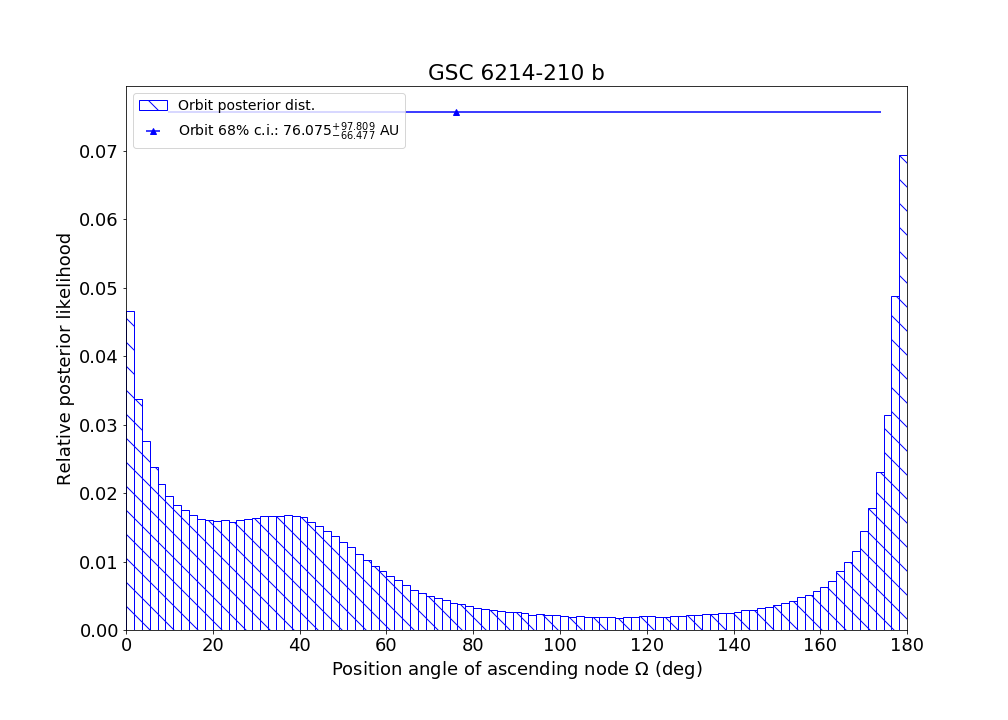 GSC 6214-210 b
Orbit posterior dist.
Orbit 68% c.i.: 76.075+97.809 −66.477 AU
Relative posterior likelihood
0.07
0.06
0.05
0.04
0.03
0.02
0.01
0.00
0 20 40 60 80 100 120 140 160 180
Position angle of ascending node Ω (deg)